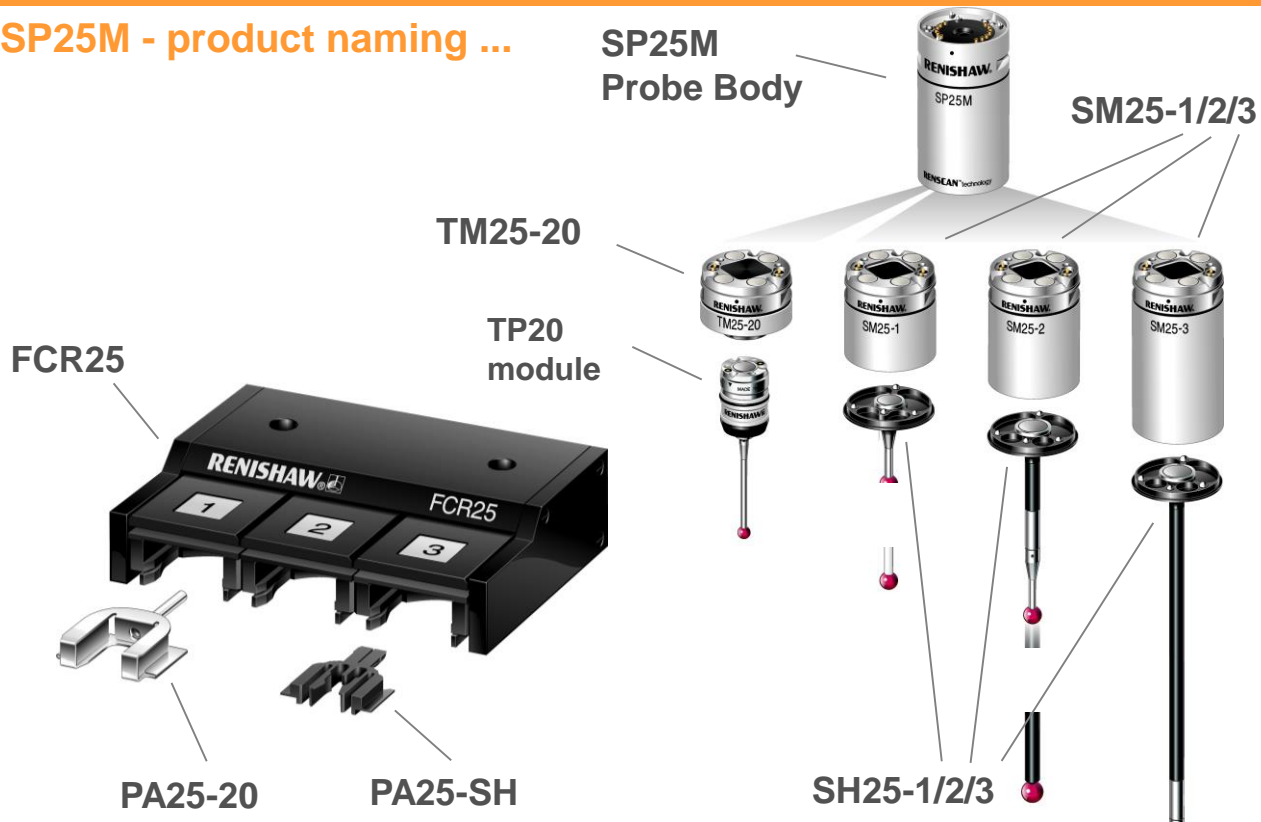 SP25M - product naming ...
SP25M
Probe Body
RENISHAW.
SP25M
RENSCAN™ technology
SM25-1/2/3
TM25-20
RENISHAW.
TM25-20
RENISHAW.
SM25-1
RENISHAW.
SM25-2
RENISHAW.
SM25-3
TP20
module
MADE
RENISHAW
FCR25
RENISHAW®
FCR25
1
2
3
PA25-20
PA25-SH
SH25-1/2/3